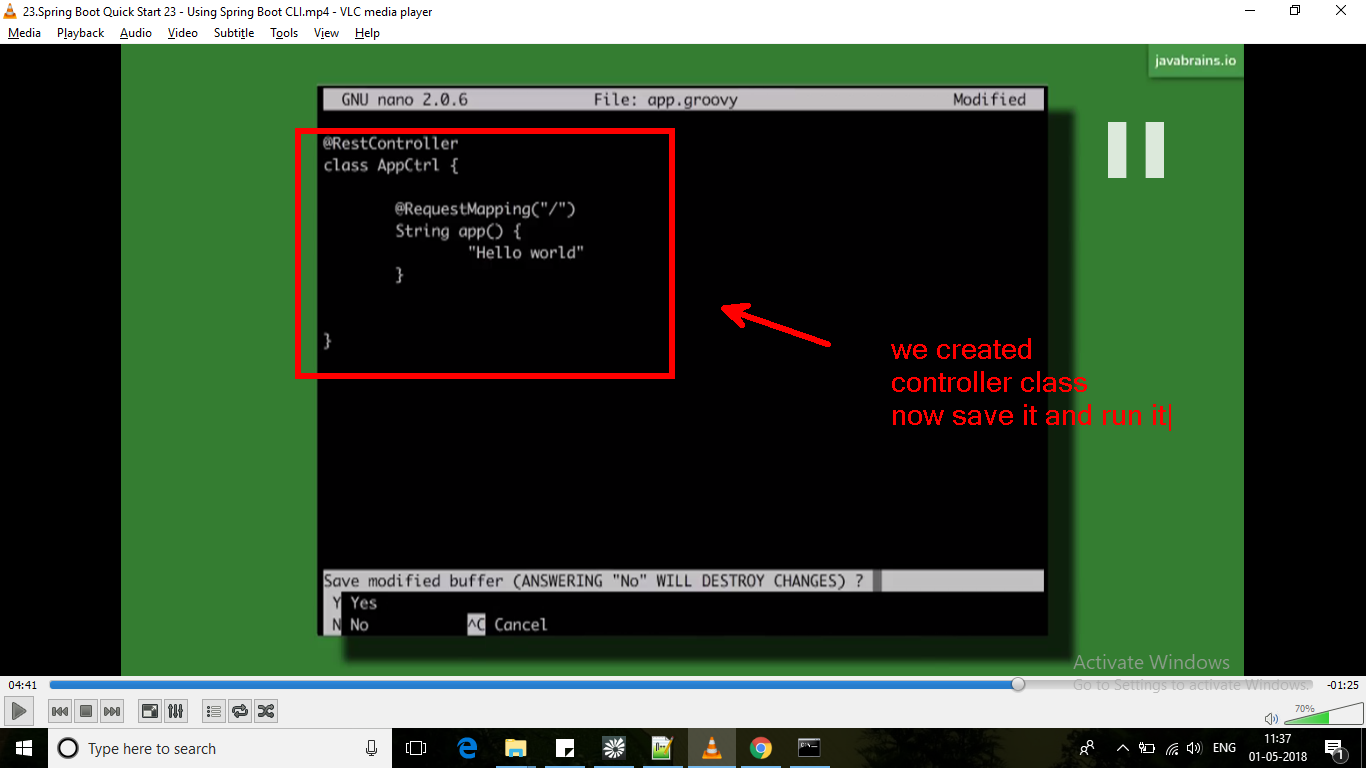 23.Spring Boot Quick Start 23 - Using Spring Boot CLI.mp4 - VLC media player
Media Playback Audio Video Subtitle Tools View Help
javabrains.io
GNU nano 2.0.6 File: app.groovy Modified
@RestController
class AppCtrl {
@RequestMapping("/")
String app() {
"Hello world"
}
}
we created
controller class
now save it and run it
Save modified buffer (ANSWERING "No" WILL DESTROY CHANGES) ?
Y Yes
N No ^C Cancel
Activate Windows
Go to Settings to activate Windows.
04:41 -01:25
70%
Type here to search
ENG
11:37
01-05-2018
1